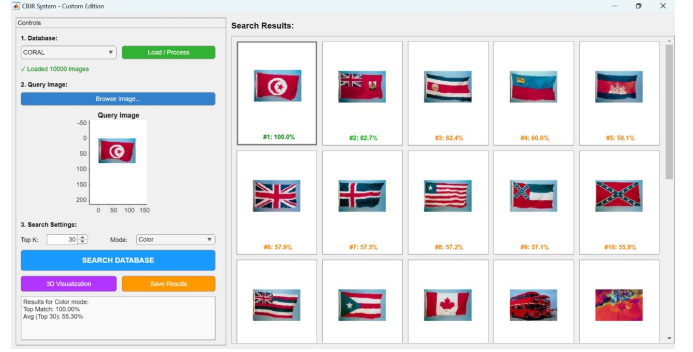 CBIR System - Custom Edition
Controls
1. Database:
CORAL
Load / Process
✓ Loaded 10000 images
2. Query Image:
Browse Image...
Query Image
-50
0
50
100
150
200
0 50 100 150
3. Search Settings:
Top K: 30 Mode: Color
SEARCH DATABASE
3D Visualization Save Results
Results for Color mode:
Top Match: 100.00%
Avg (Top 30): 55.30%
Search Results:
#1: 100.0% #2: 82.7% #3: 62.4% #4: 60.6% #5: 59.1%
#6: 57.9% #7: 57.5% #8: 57.2% #9: 57.1% #10: 55.8%